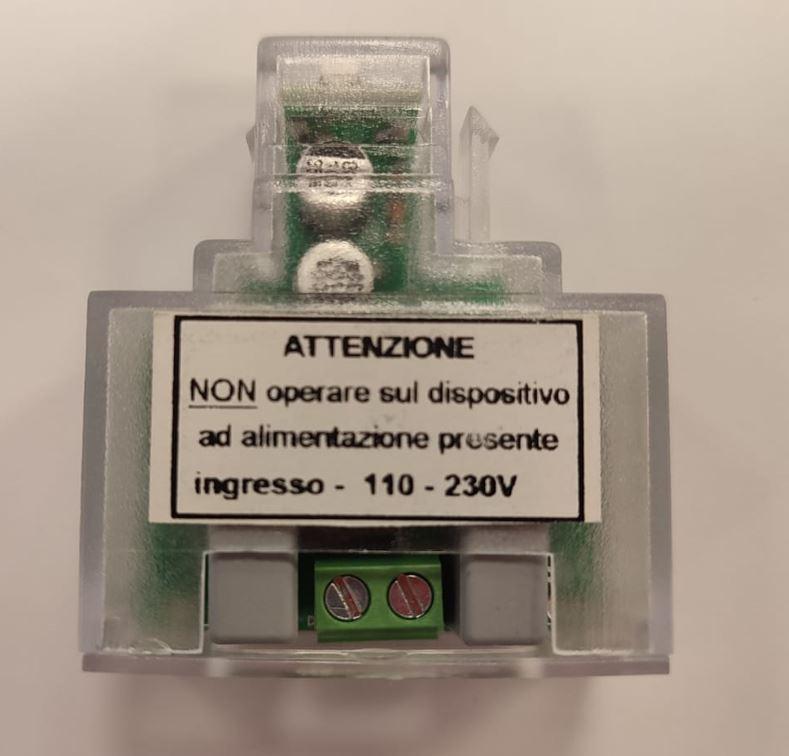 ATTENZIONE
NON operare sul dispositivo
ad alimentazione presente
ingresso - 110 - 230V